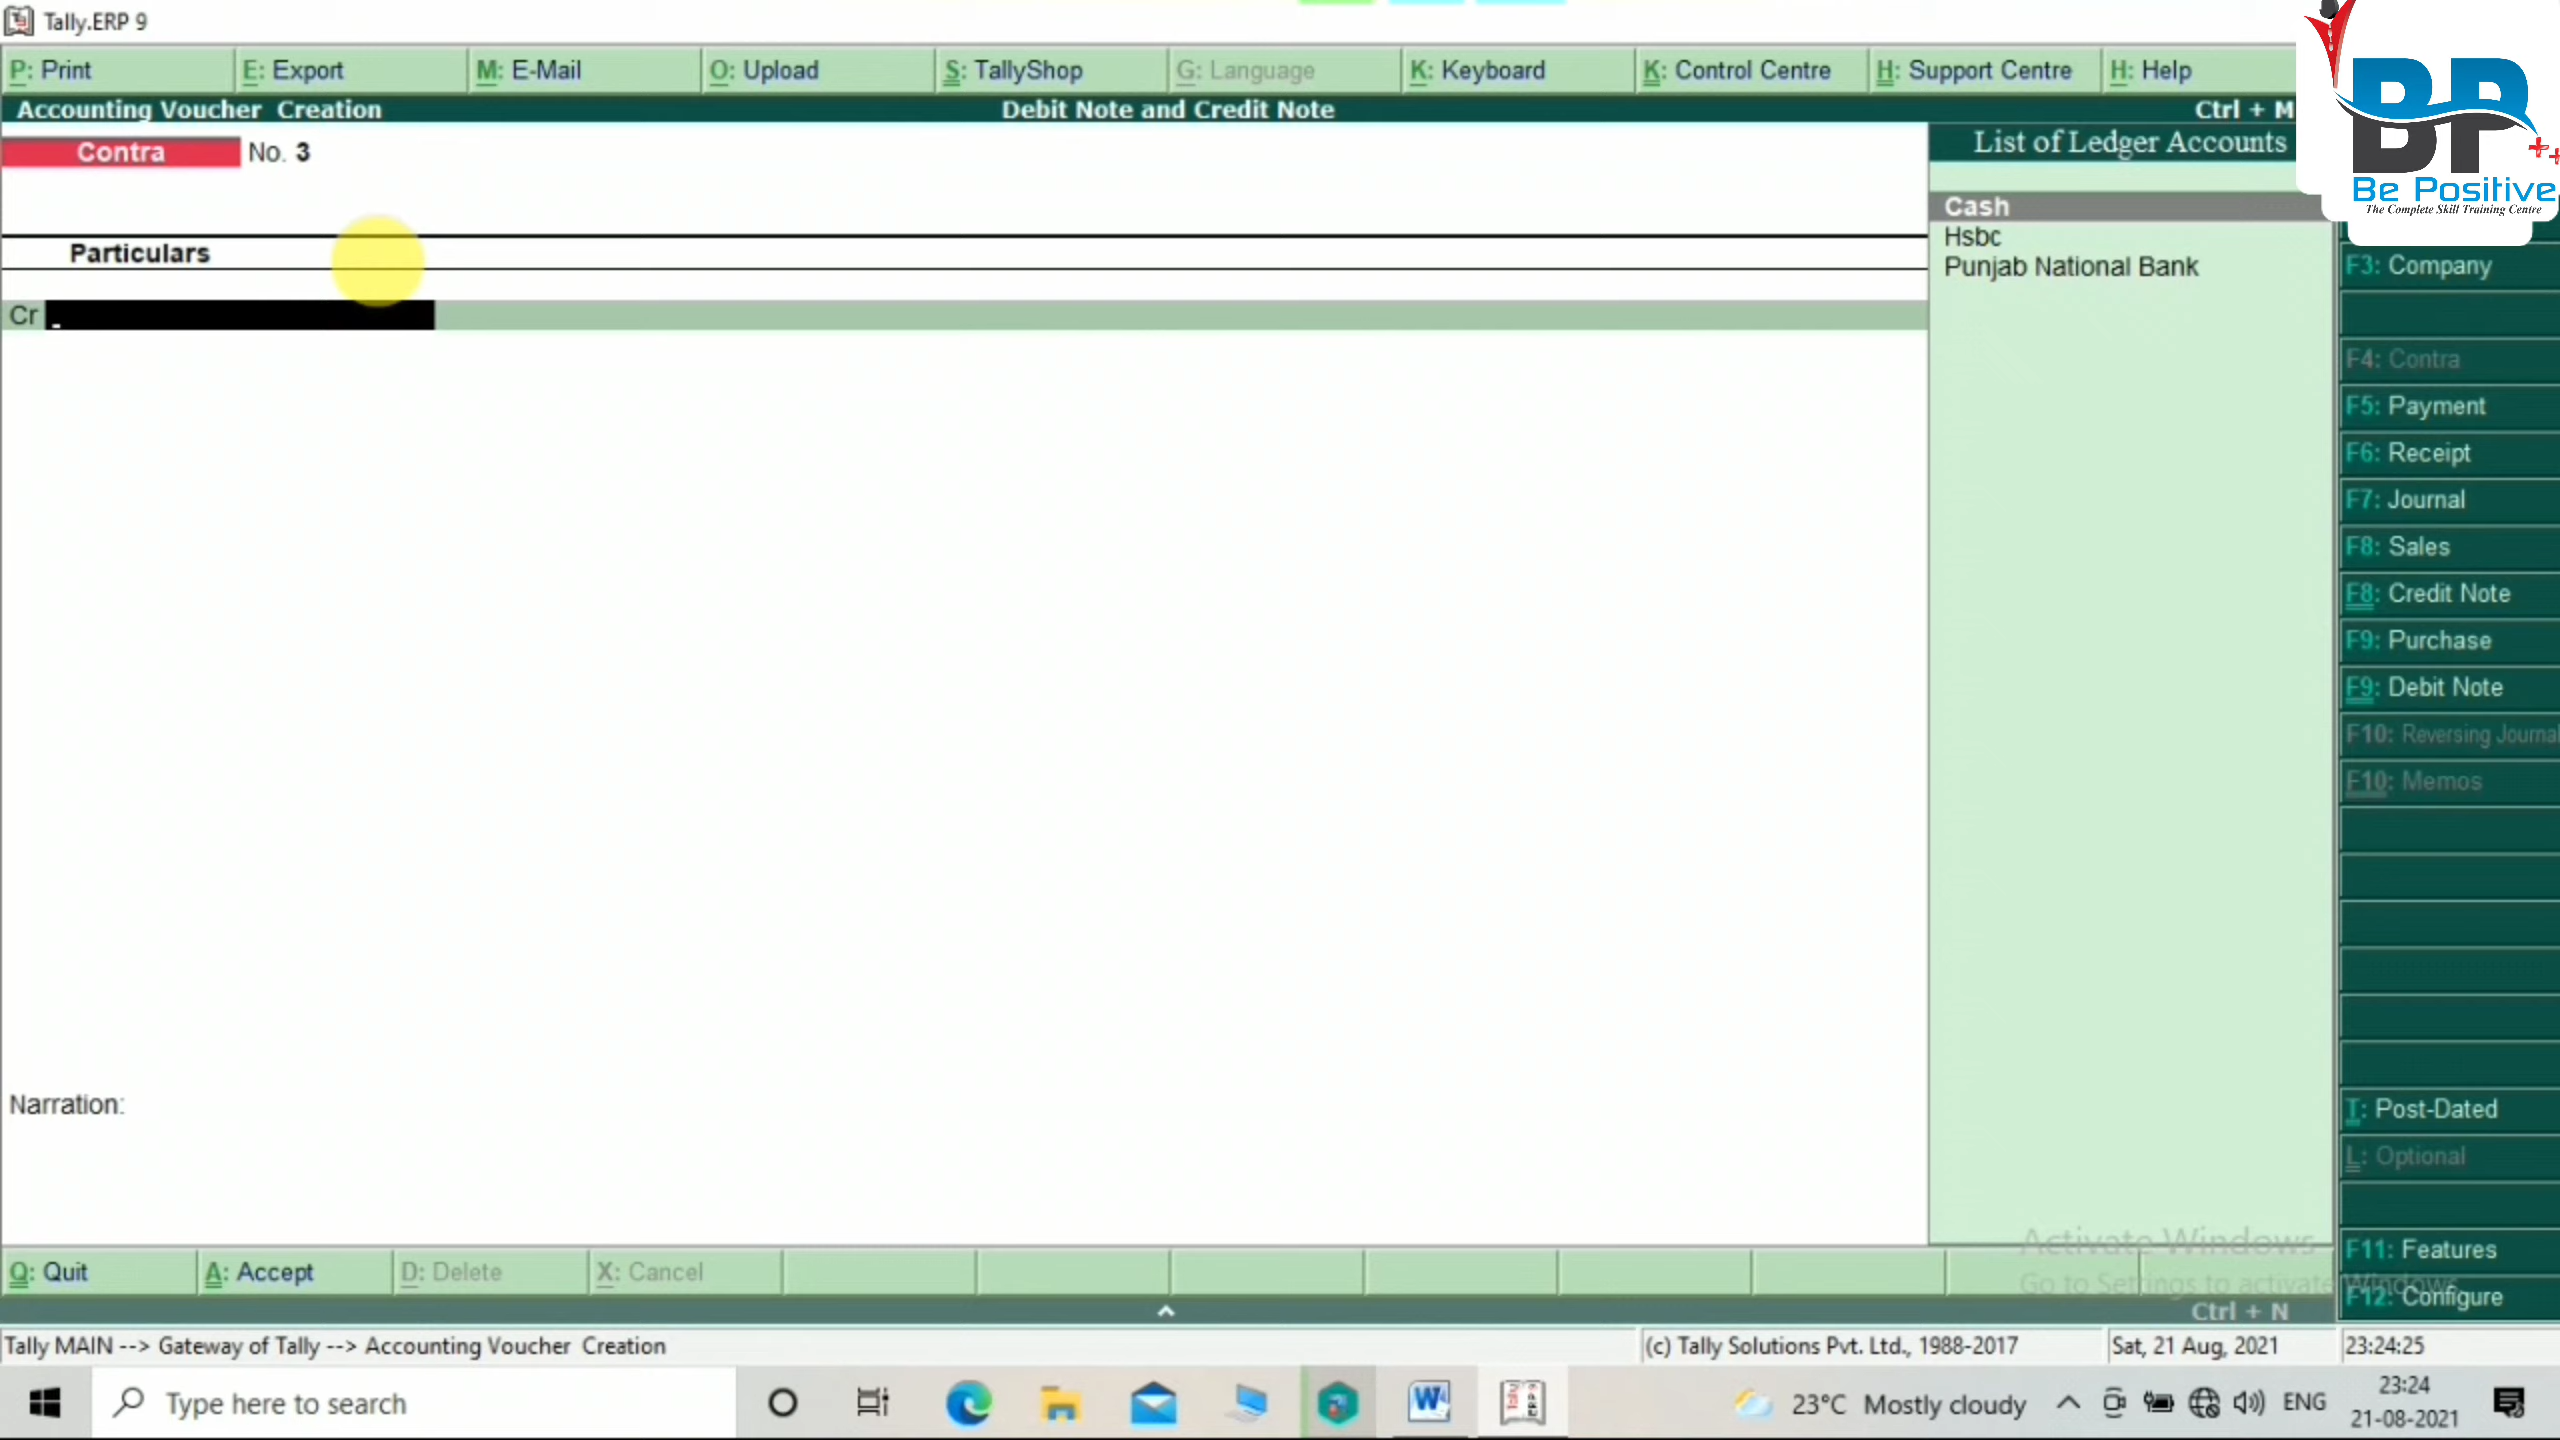 Tally.ERP 9
P: Print E: Export M: E-Mail O: Upload S: TallyShop G: Language K: Keyboard K: Control Centre H: Support Centre H: Help
Accounting Voucher Creation Debit Note and Credit Note Ctrl + M
Contra No. 3
List of Ledger Accounts
BP++
Be Positive
The Complete Skill Training Centre
Particulars
Cr
Cash
Hsbc
Punjab National Bank
F3: Company
F4: Contra
F5: Payment
F6: Receipt
F7: Journal
F8: Sales
F8: Credit Note
F9: Purchase
F9: Debit Note
F10: Reversing Journal
F10: Memos
Narration:
T: Post-Dated
L: Optional
F11: Features
F12: Configure
Activate Windows
Go to Settings to activate Windows.
Q: Quit A: Accept D: Delete X: Cancel
Ctrl + N
Tally MAIN --> Gateway of Tally --> Accounting Voucher Creation (c) Tally Solutions Pvt. Ltd., 1988-2017 Sat, 21 Aug, 2021 23:24:25
Type here to search 23°C Mostly cloudy ENG 23:24
21-08-2021